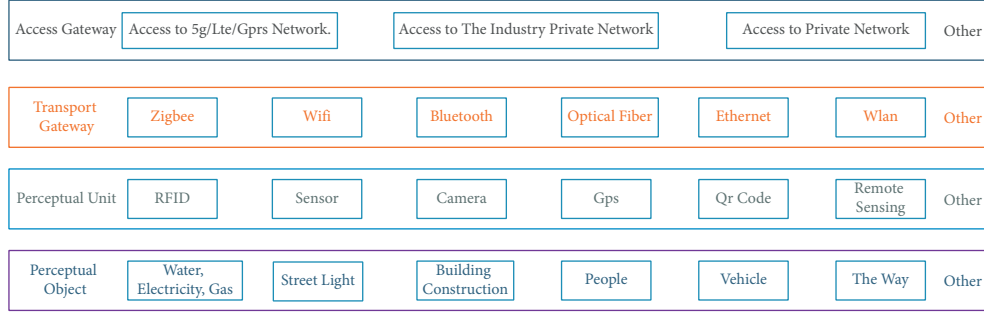 Access Gateway
Access to 5g/Lte/Gprs Network.
Access to The Industry Private Network
Access to Private Network
Other
Transport
Gateway
Zigbee
Wifi
Bluetooth
Optical Fiber
Ethernet
Wlan
Other
Perceptual Unit
RFID
Sensor
Camera
Gps
Qr Code
Remote
Sensing
Other
Perceptual
Object
Water,
Electricity, Gas
Street Light
Building
Construction
People
Vehicle
The Way
Other